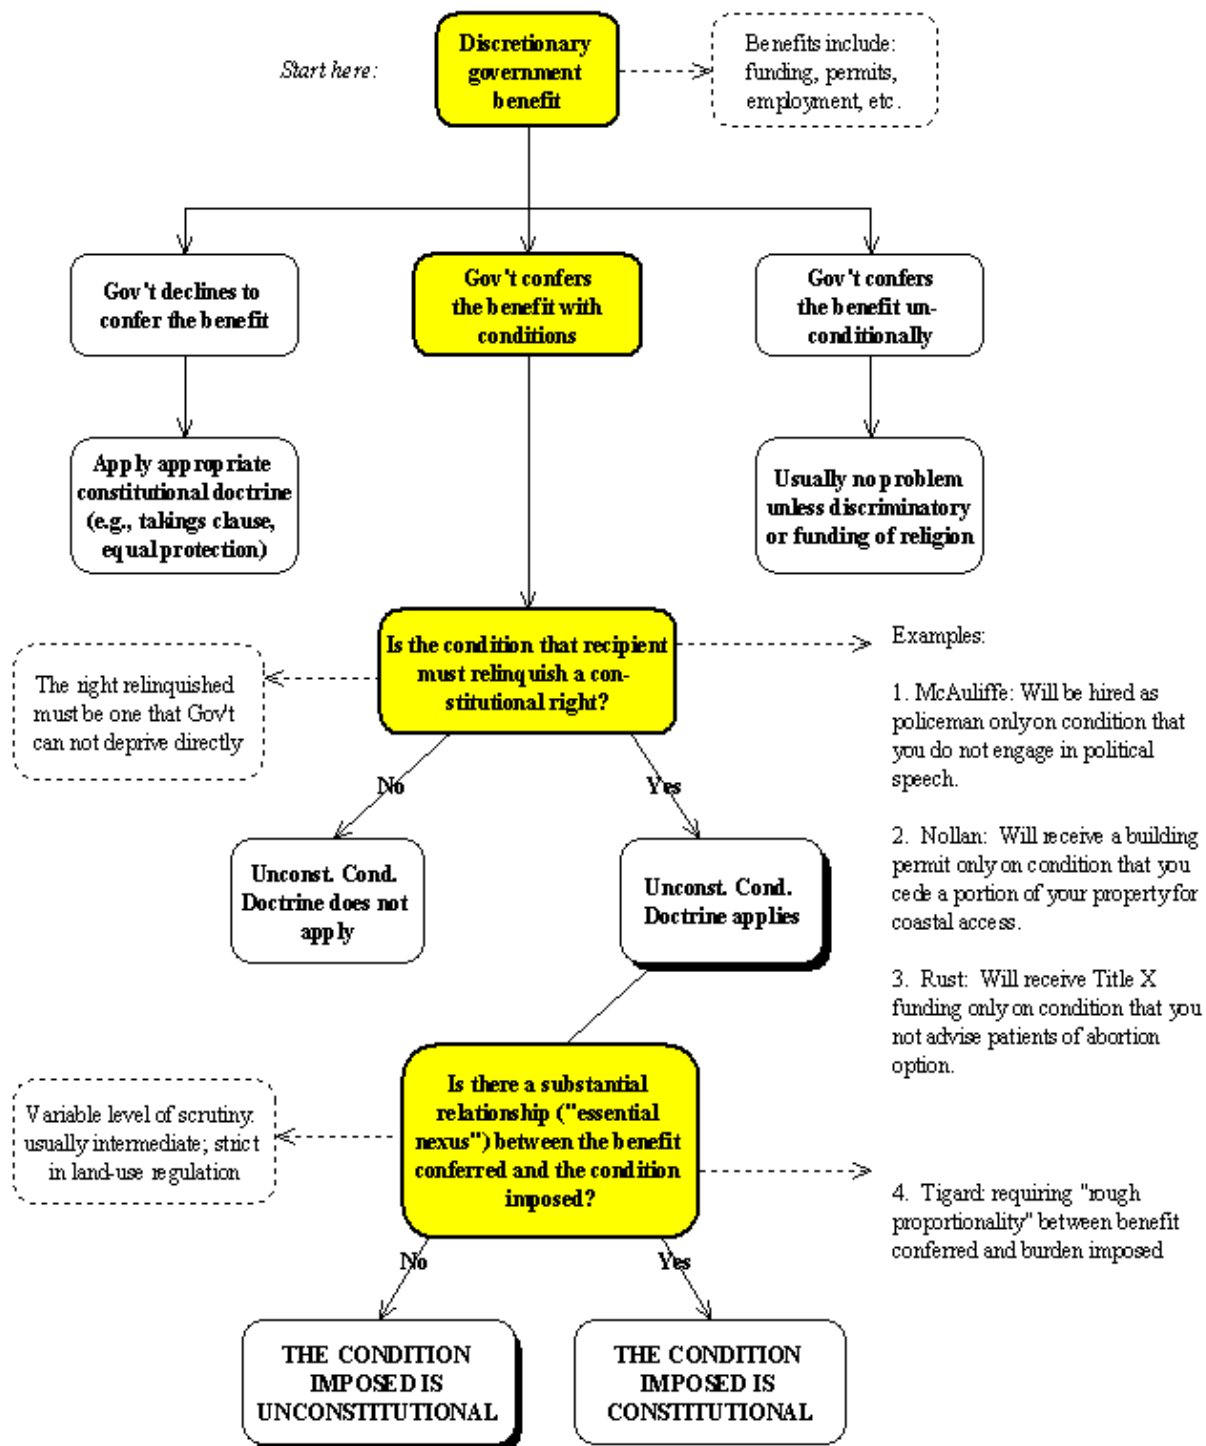 Start here:
Discretionary
government
benefit
Benefits include:
funding, permits,
employment, etc.
Gov't declines to
confer the benefit
Gov't confers
the benefit with
conditions
Gov't confers
the benefit un-
conditionally
Apply appropriate
constitutional doctrine
(e.g., takings clause,
equal protection)
Usually no problem
unless discriminatory
or funding of religion
The right relinquished
must be one that Gov't
can not deprive directly
Is the condition that recipient
must relinquish a con-
stitutional right?
Examples:
1. McAuliffe: Will be hired as
policeman only on condition that
you do not engage in political
speech.
2. Nollan: Will receive a building
permit only on condition that you
cede a portion of your property for
coastal access.
3. Rust: Will receive Title X
funding only on condition that you
not advise patients of abortion
option.
No
Yes
Unconst. Cond.
Doctrine does not
apply
Unconst. Cond.
Doctrine applies
Variable level of scrutiny:
usually intermediate; strict
in land-use regulation
Is there a substantial
relationship ("essential
nexus") between the benefit
conferred and the condition
imposed?
4. Tigard: requiring "rough
proportionality" between benefit
conferred and burden imposed
No
Yes
THE CONDITION
IMPOSED IS
UNCONSTITUTIONAL
THE CONDITION
IMPOSED IS
CONSTITUTIONAL